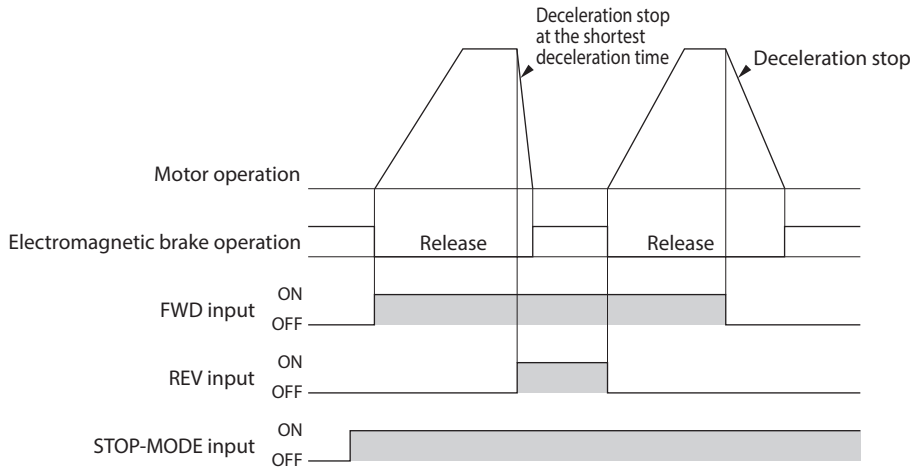 Deceleration stop
at the shortest
deceleration time
Deceleration stop
Motor operation
Electromagnetic brake operation
Release
Release
FWD input
ON
OFF
REV input
ON
OFF
STOP-MODE input
ON
OFF